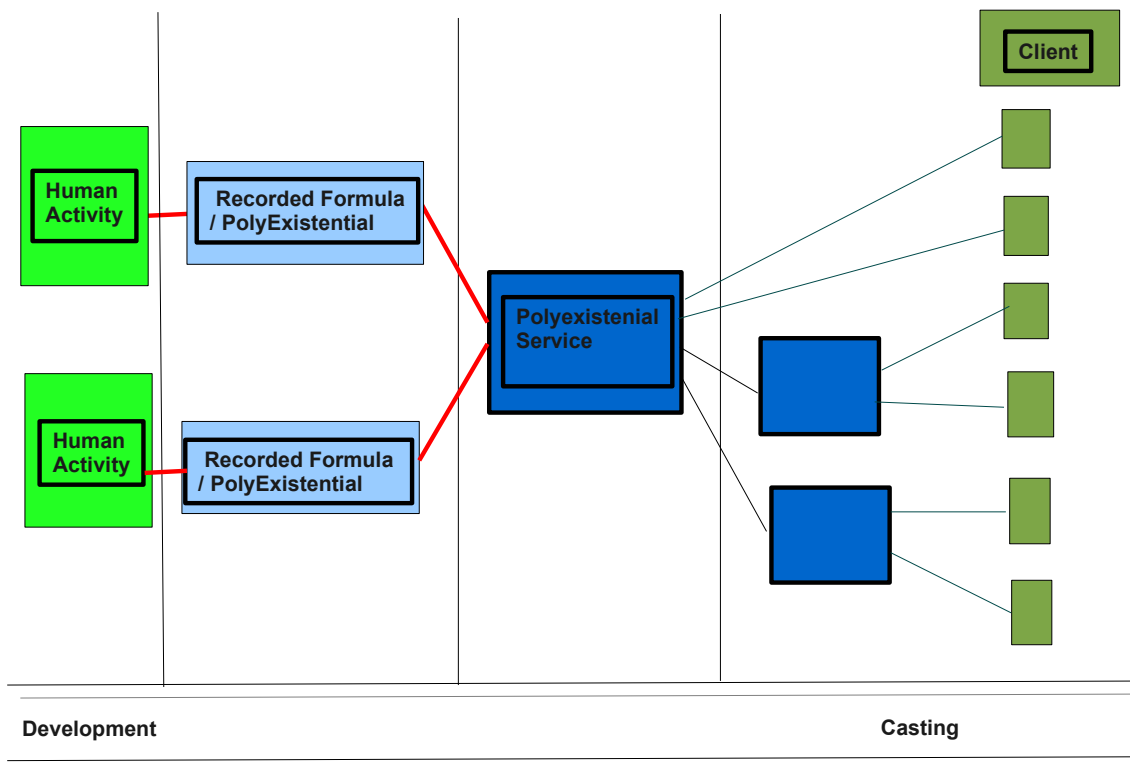 Client
Human
Activity
Recorded Formula
/ PolyExistential
Polyexistenial
Service
Human
Activity
Recorded Formula
/ PolyExistential
Development
Casting